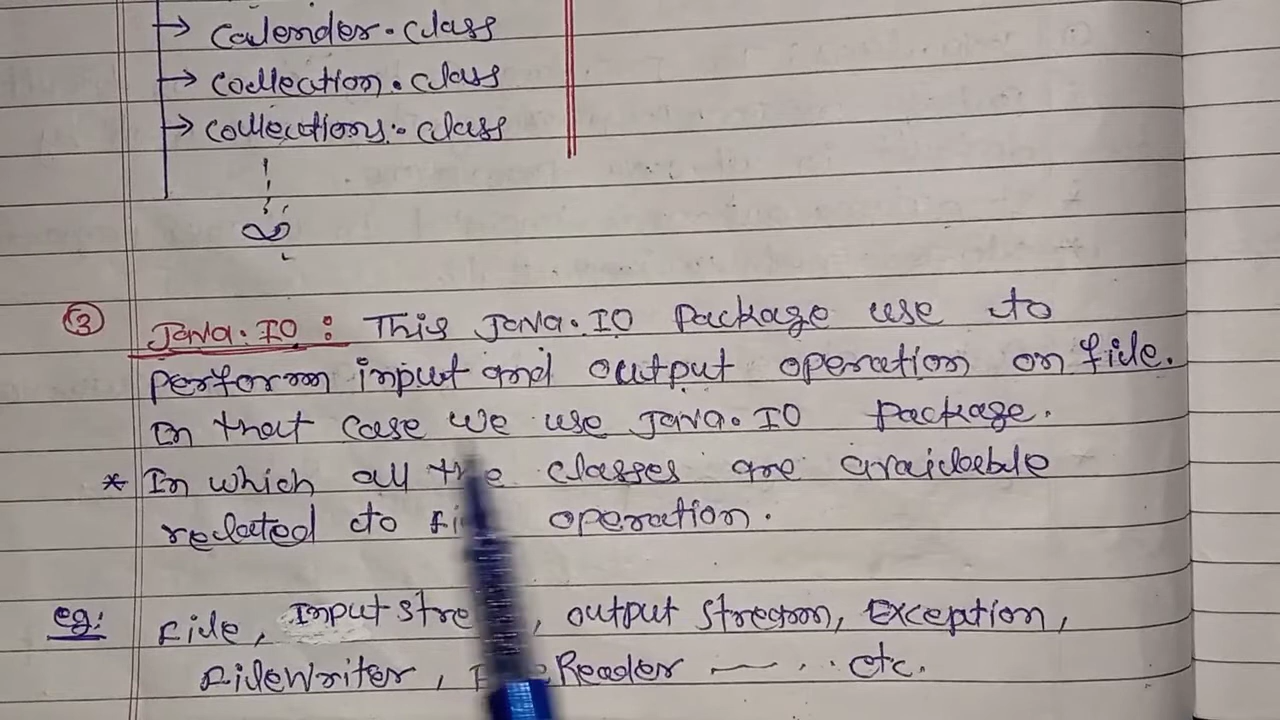 → Calender.class
→ Collection.class
→ Collections.class
③ Java.IO : This Java.IO Package use to
Perform input and output operation on file.
In that case we use Java.IO Package.
* In which all the classes are available
related to operation.
eg: File, Input Stre , output Stream, Exception,
FileWriter, Reader — .. etc.